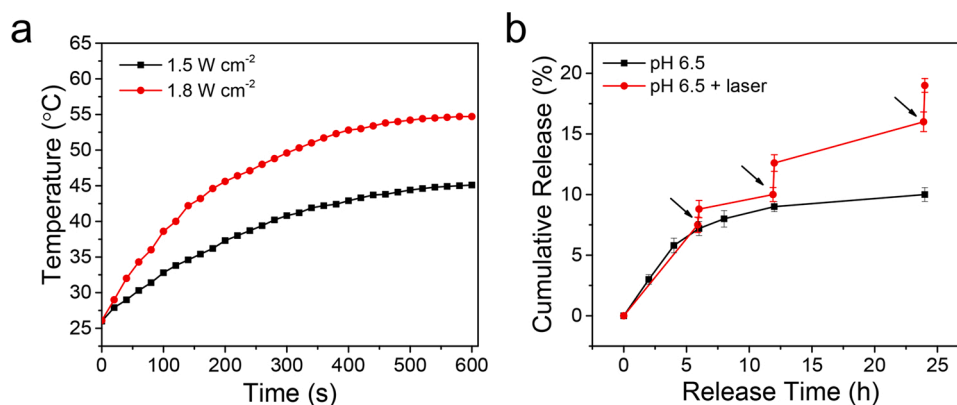 a
65
60
55
50
45
40
35
30
25
0 100 200 300 400 500 600
Temperature (°C)
Time (s)
1.5 W cm⁻²
1.8 W cm⁻²
b
20
15
10
5
0
0 5 10 15 20 25
Cumulative Release (%)
Release Time (h)
pH 6.5
pH 6.5 + laser